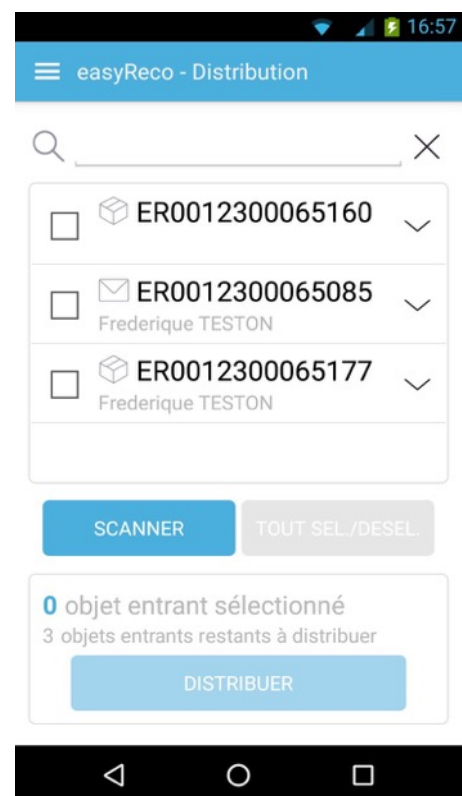 16:57
easyReco - Distribution
ER0012300065160
ER0012300065085
Frederique TESTON
ER0012300065177
Frederique TESTON
SCANNER TOUT SEL./DESEL.
0 objet entrant sélectionné
3 objets entrants restants à distribuer
DISTRIBUER